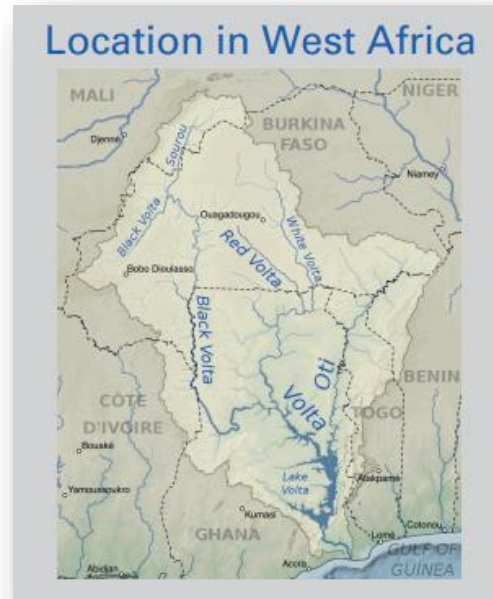 Location in West Africa
MALI
NIGER
Djenne
Sourou
BURKINA
FASO
Niamey
Black Volta
Ouagadougou
White Volta
Red Volta
Bobo Dioulasso
Black Volta
Oti
Volta
BENIN
CÔTE
D'IVOIRE
TOGO
Bouaké
Lake
Volta
Atakpamé
Yamoussoukro
Kumasi
GHANA
Cotonou
Lomé
GULF OF
GUINEA
Accra
Abidjan